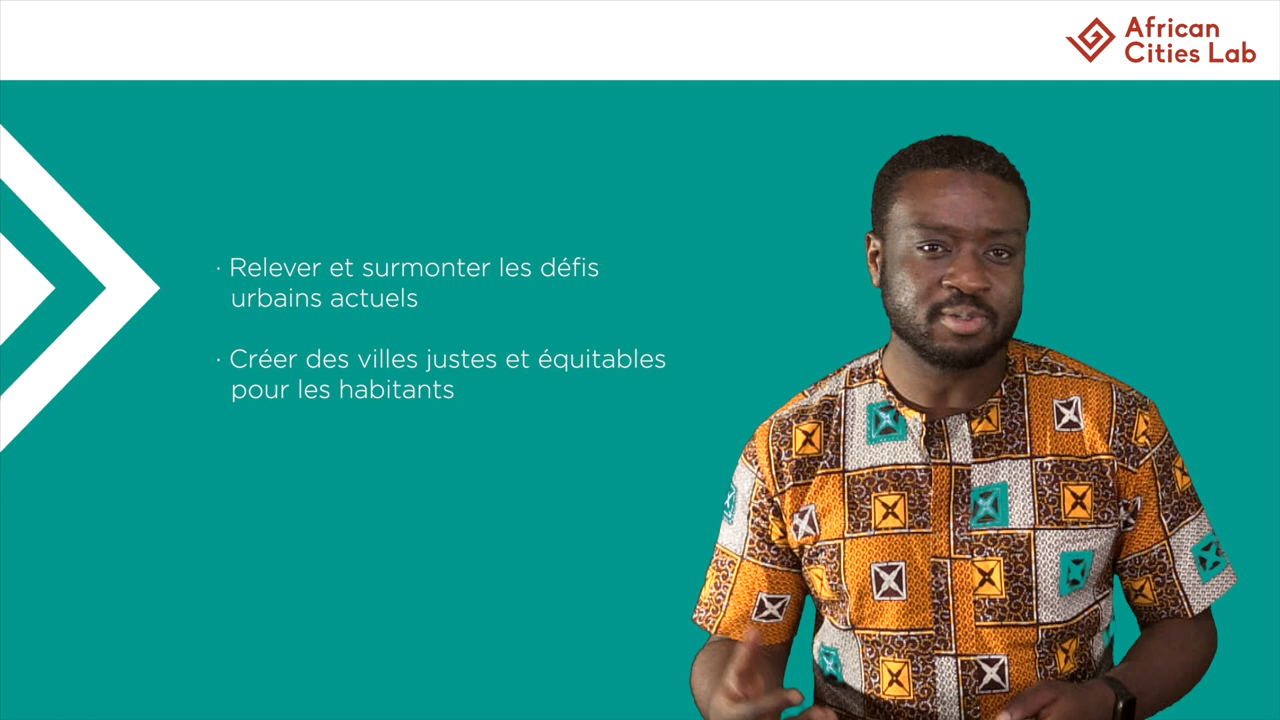 African
Cities Lab
· Relever et surmonter les défis
urbains actuels
· Créer des villes justes et équitables
pour les habitants